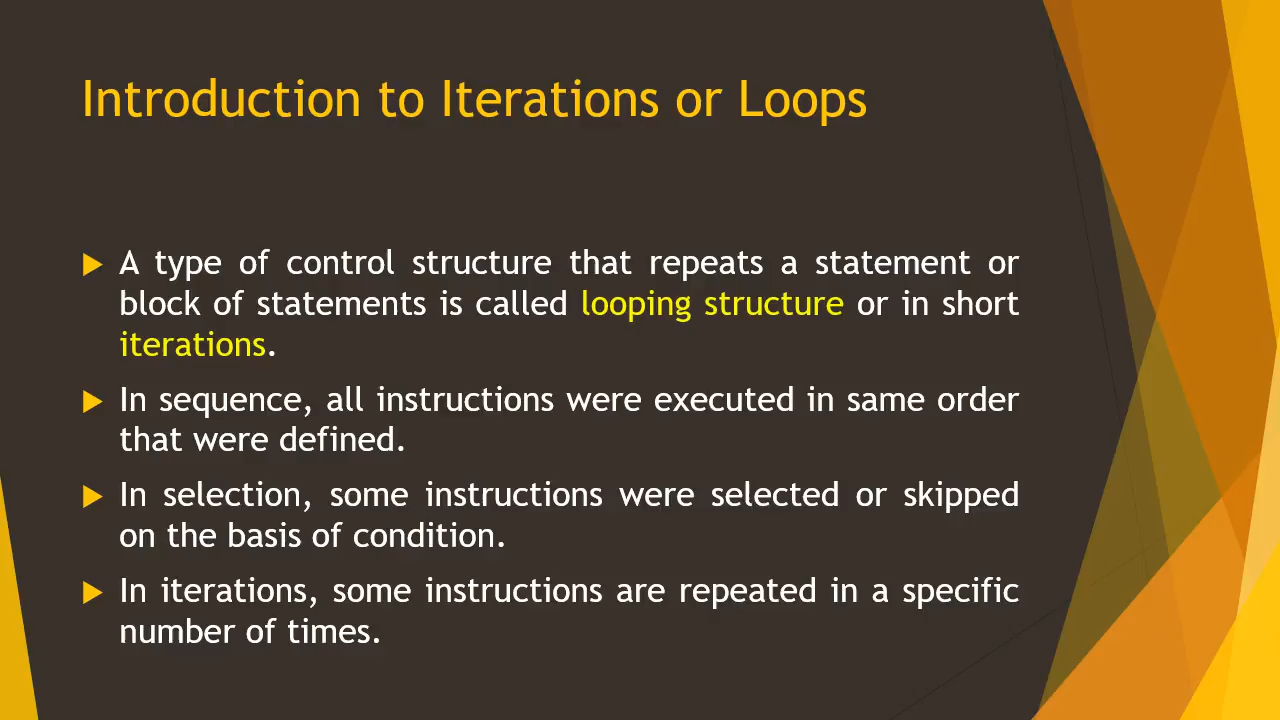 Introduction to Iterations or Loops
A type of control structure that repeats a statement or
block of statements is called looping structure or in short
iterations.
In sequence, all instructions were executed in same order
that were defined.
In selection, some instructions were selected or skipped
on the basis of condition.
In iterations, some instructions are repeated in a specific
number of times.